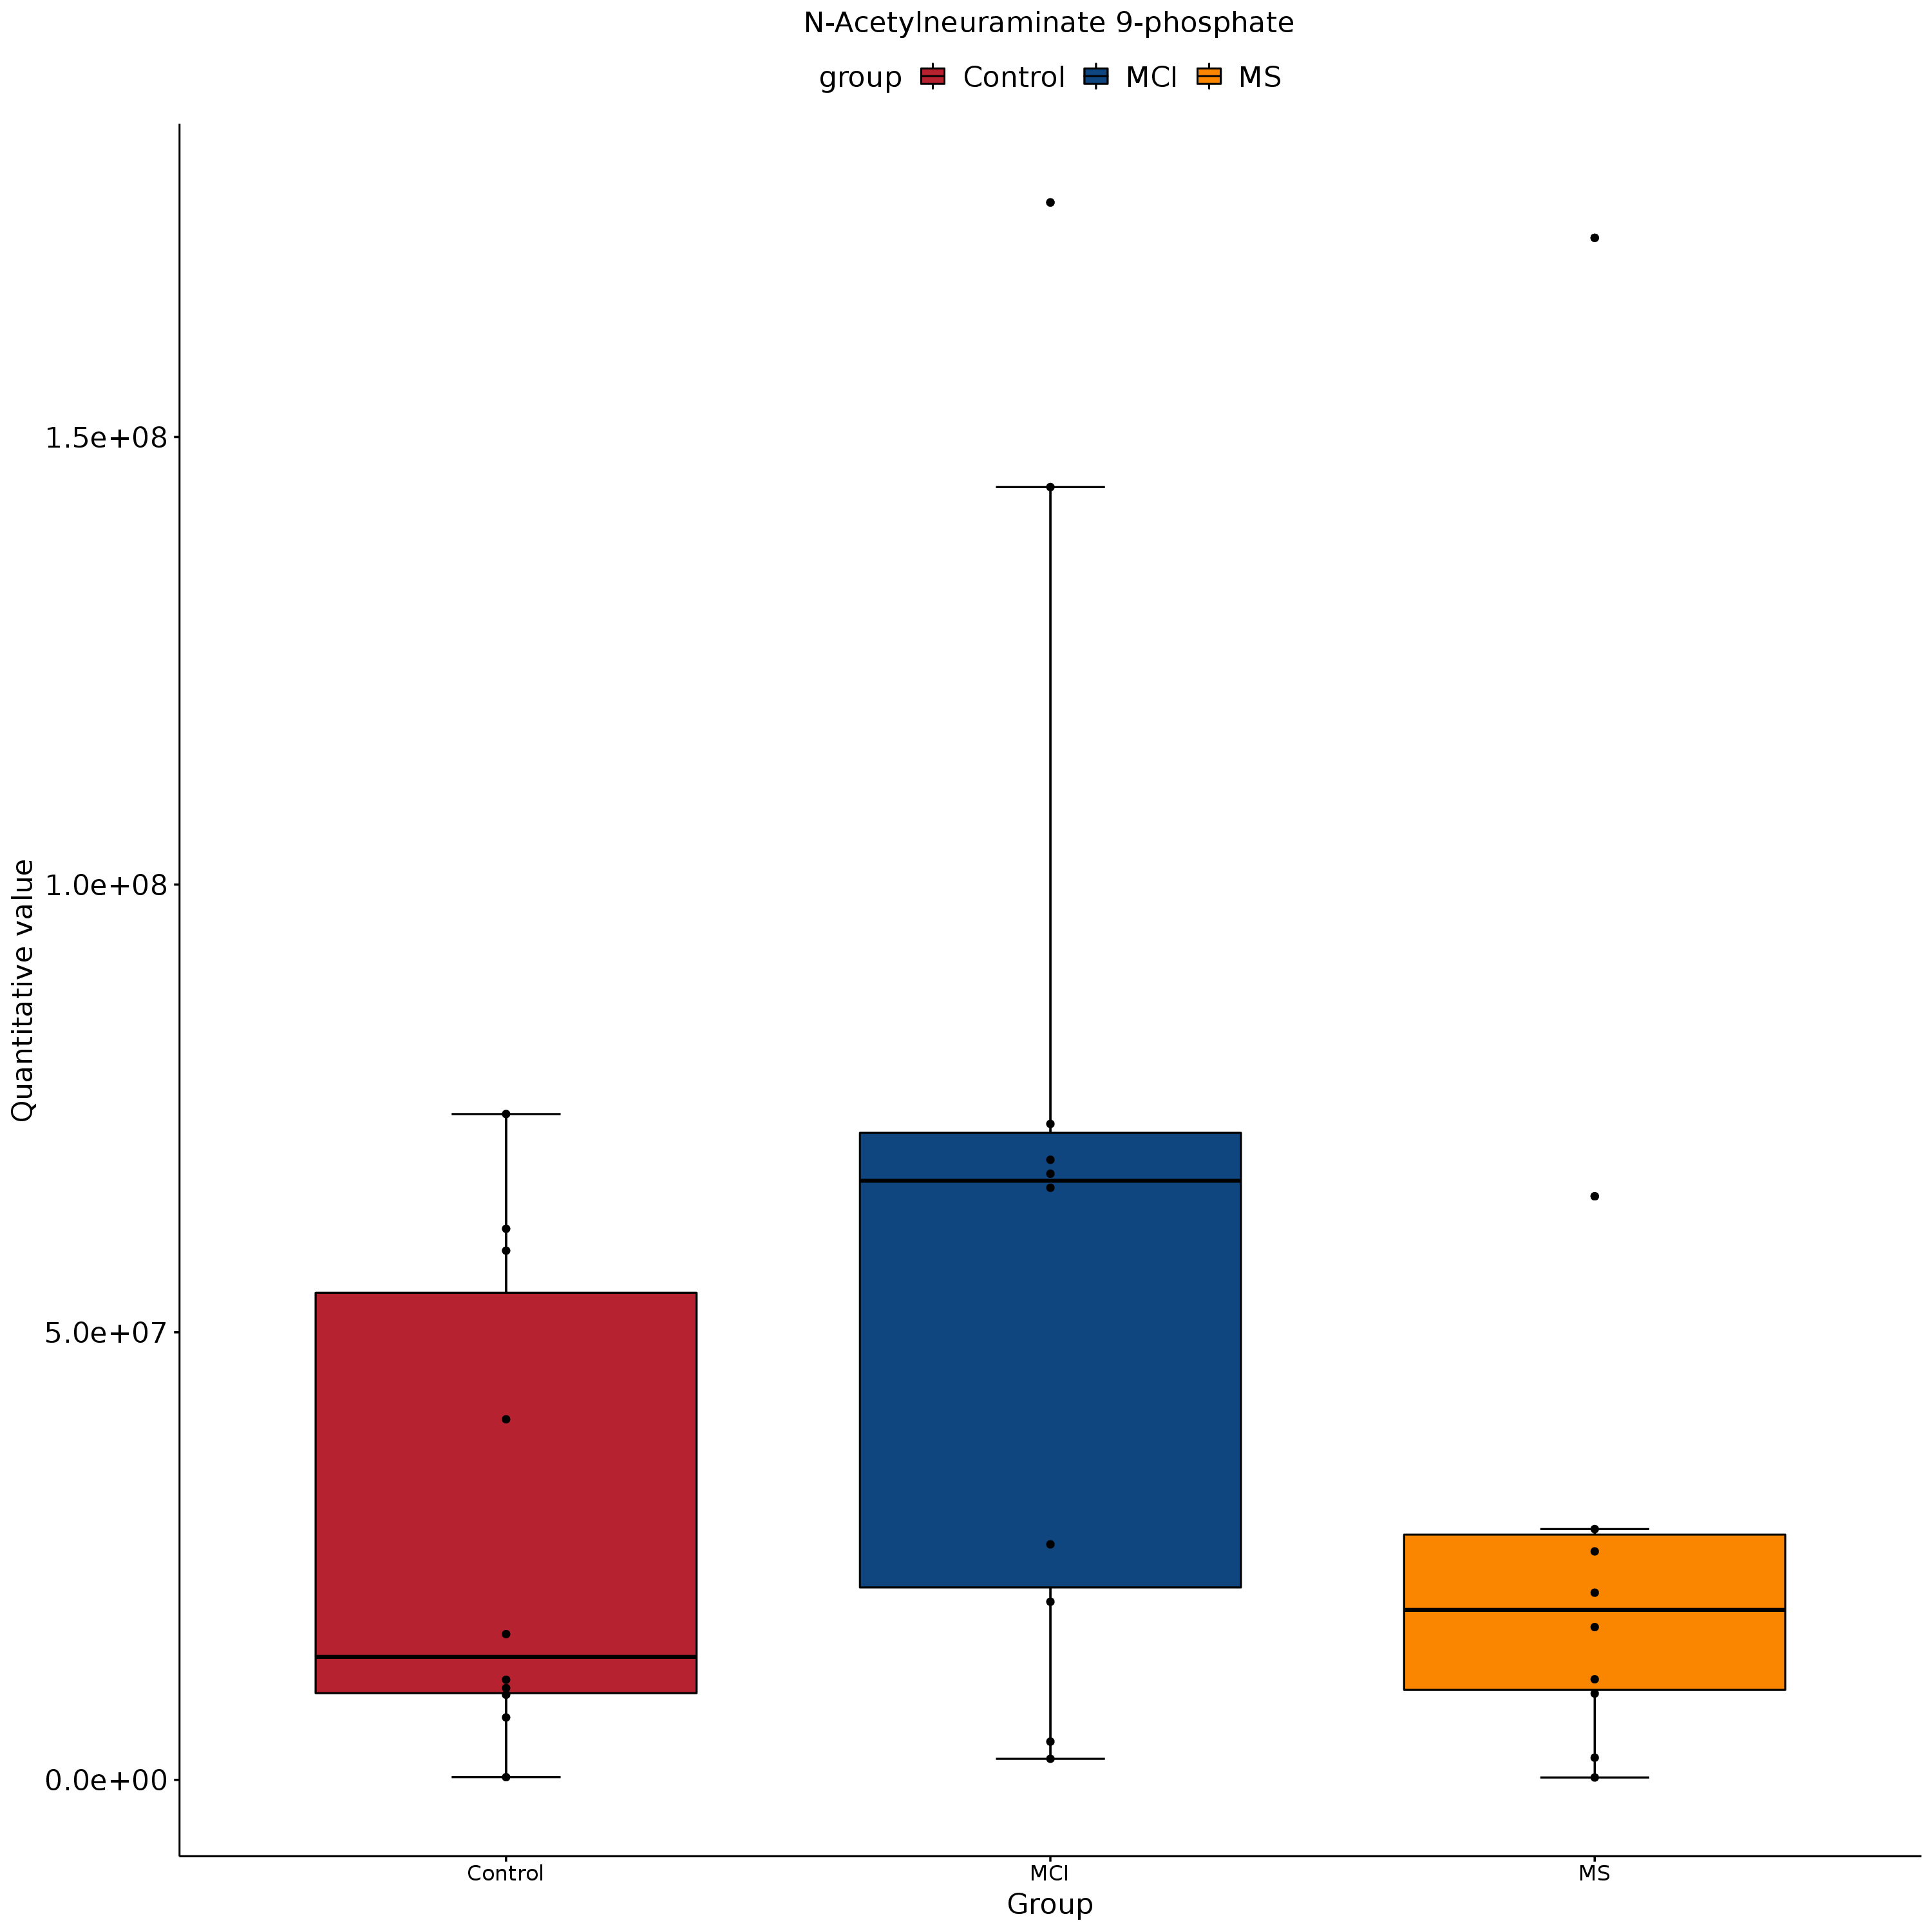 N-Acetylneuraminate 9-phosphate
group Control MCI MS
Quantitative value
1.5e+08
1.0e+08
5.0e+07
0.0e+00
Control MCI MS
Group